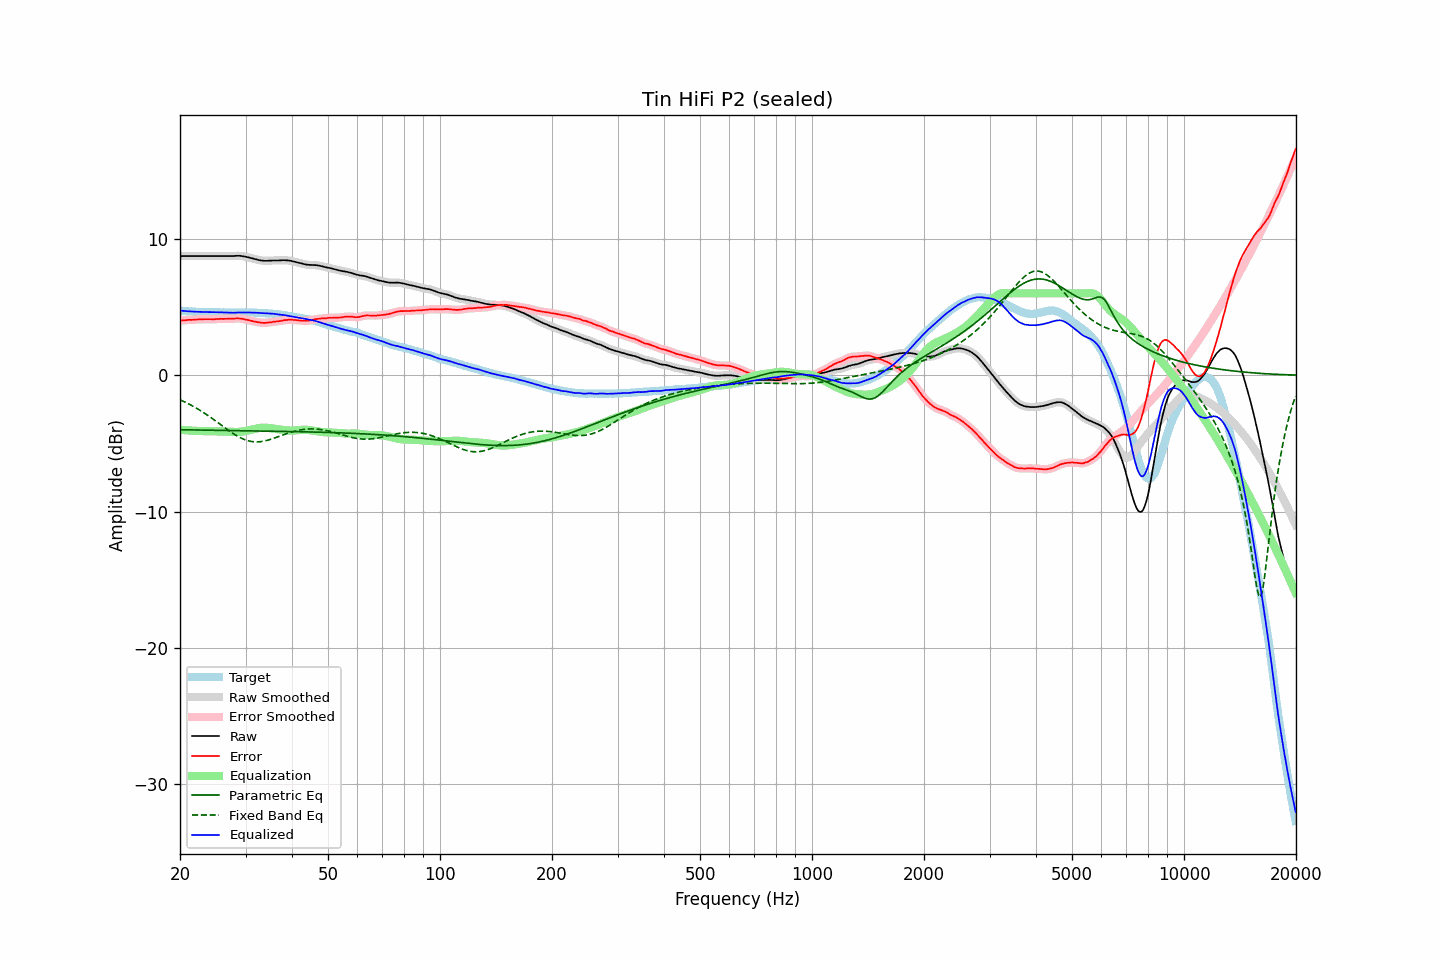 Tin HiFi P2 (sealed)
Amplitude (dBr)
10
0
−10
−20
−30
Target
Raw Smoothed
Error Smoothed
Raw
Error
Equalization
Parametric Eq
Fixed Band Eq
Equalized
20 50 100 200 500 1000 2000 5000 10000 20000
Frequency (Hz)